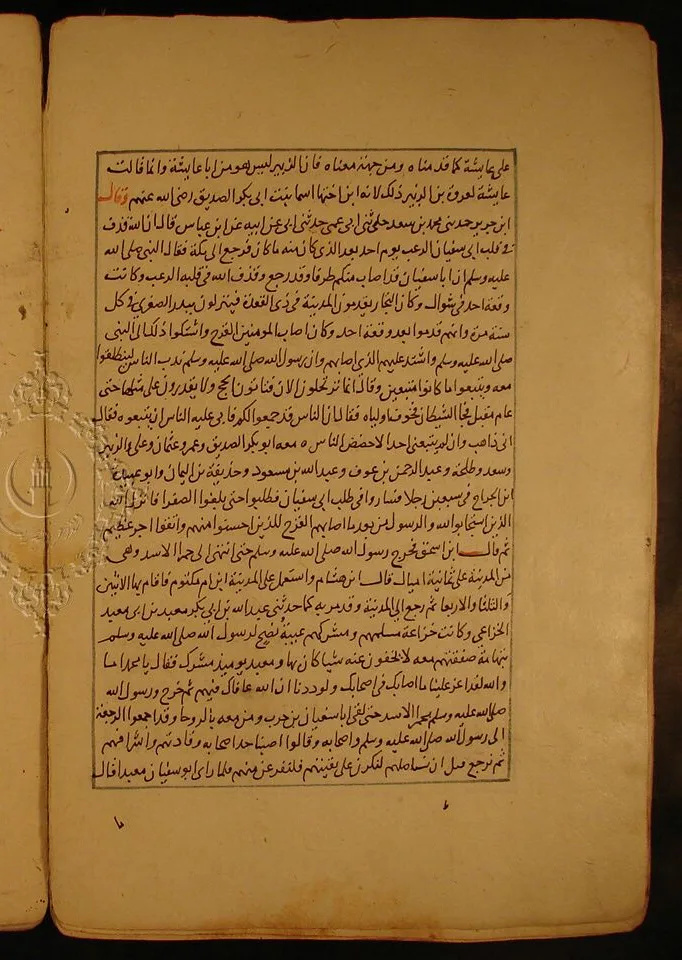 على عايشة كما قدمناه ومن جهة معناه فان الزبير ليس هو من ابا عايشة وانما قالت
عايشة لعروة بن الزبير ذلك لانه ابن اختها اسما بنت ابي بكر الصديق رضى الله عنهم وقال
ابن جرير حدثني محمد بن سعد حدثني ابي عمي حدثني ابي عن ابيه عن ابن عباس قال ان الله قذف
في قلب ابي سفيان الرعب يوم احد بعد الذي كان منه ما كان فرجع الى مكة فقال النبي صلى الله
عليه وسلم ان ابا سفيان قد اصاب منكم طرفا وقد رجع وقذف الله في قلبه الرعب وكانت
وقعة احد في شوال وكان التجار يقدمون المدينة في ذي القعدة فينزلون ببدر الصغرى في كل
سنة مرة وانهم قدموا بعد وقعة احد وكان اصاب المومنين القرح واشتكوا ذلك الى النبي
صلى الله عليه وسلم واشتد عليهم الذي اصابهم وان رسول الله صلى الله عليه وسلم ندب الناس لينطلقوا
معه ويتبعوا ما كانوا متبعين وقال انما ترتحلون الان فتاتون الحج ولا يقدرون على مثلها حتى
عام مقبل فجا الشيطان فخوف اولياه فقال ان الناس قد جمعوا لكم فابى عليه الناس ان يتبعوه فقال
اني ذاهب وان لم يتبعني احد لاحضض الناس معه ابو بكر الصديق وعمر وعثمان وعلي والزبير
وسعد وطلحة وعبد الرحمن بن عوف وعبد الله بن مسعود وحذيفة بن اليمان وابو عبيدة
ابن الجراح في سبعين رجلا فساروا في طلب ابي سفيان فطلبوا حتى بلغوا الصفرا فانزل الله
الذين استجابوا لله والرسول من بعد ما اصابهم القرح للذين احسنوا منهم واتقوا اجر عظيم
ثم قال ابن اسحق فخرج رسول الله صلى الله عليه وسلم حتى انتهى الى حمرا الاسد وهي
من المدينة على ثمانية اميال قال ابن هشام واستعمل على المدينة ابن ام مكتوم فاقام بها الاثنين
والثلثا والاربعا ثم رجع الى المدينة وقد مر به كما حدثني عبد الله بن ابي بكر معبد بن ابي معبد
الخزاعي وكانت خزاعة مسلمهم ومشركهم عيبة نصح لرسول الله صلى الله عليه وسلم
بتهامة صفقتهم معه لا يخفون عنه شيا كان بها ومعبد يوميذ مشرك فقال يا محمد اما
والله لقد عز علينا ما اصابك في اصحابك ولوددنا ان الله عافاك فيهم ثم خرج ورسول الله
صلى الله عليه وسلم بحمرا الاسد حتى لقى ابا سفيان بن حرب ومن معه بالروحا وقد اجمعوا الرجعة
الى رسول الله صلى الله عليه وسلم واصحابه وقالوا اصبنا حد اصحابه وقادتهم واشرافهم
ثم نرجع قبل ان نستاصلهم لنكرن على بقيتهم فلنفرغن منهم فلما راى ابو سفيان معبدا قال